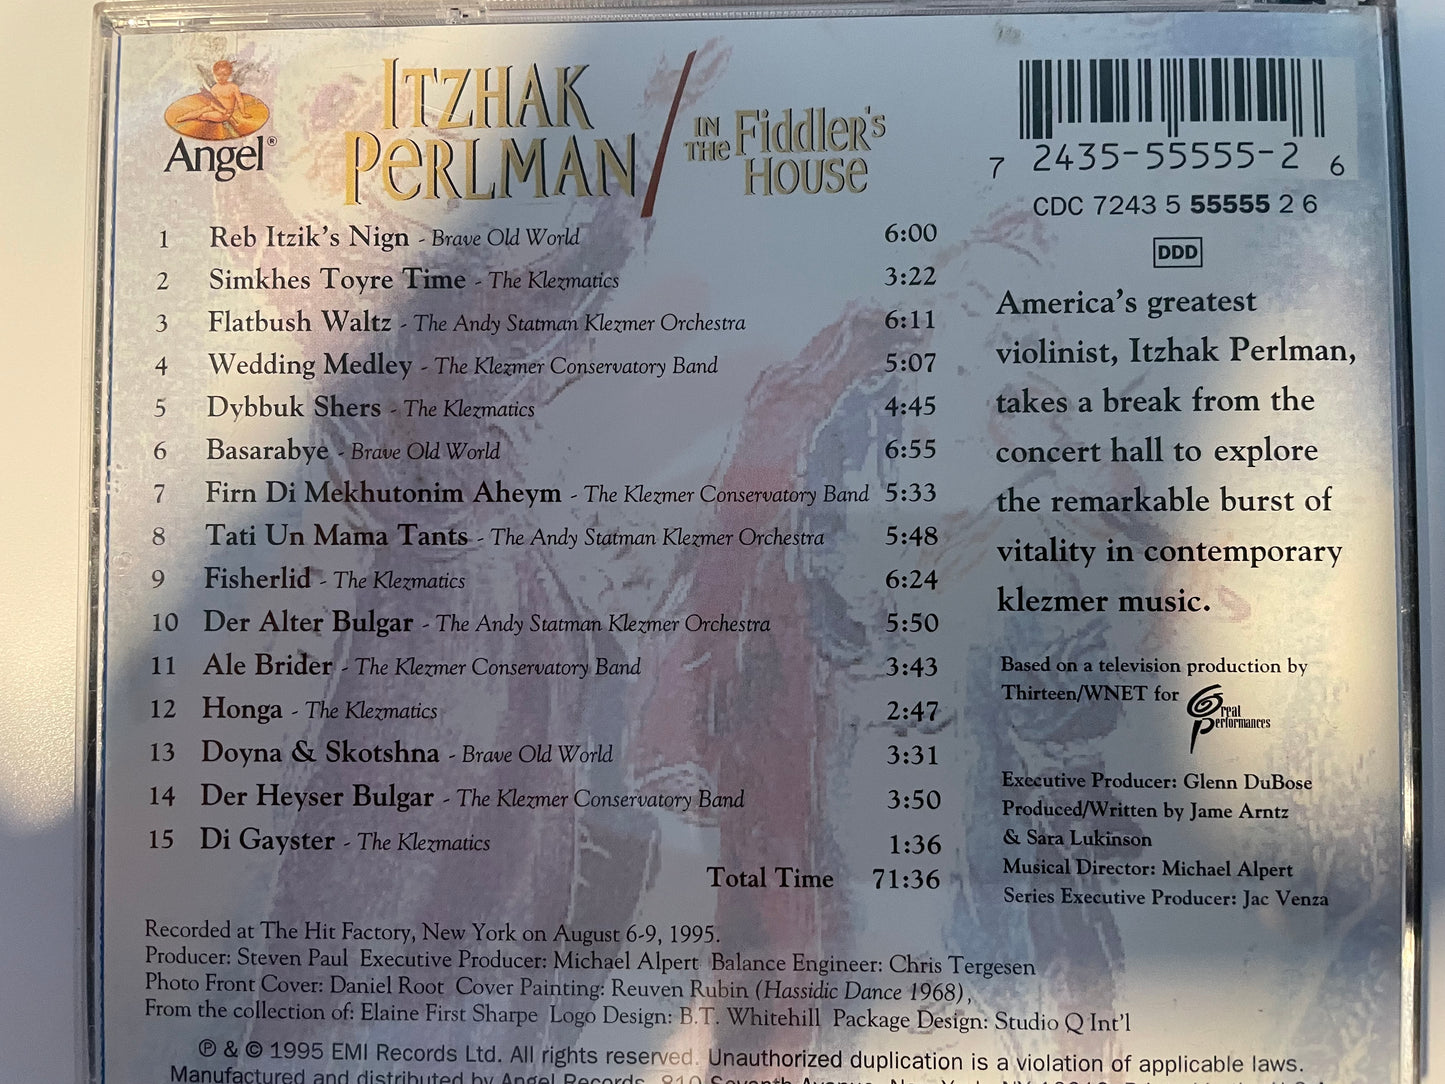 Angel®
ITZHAK PERLMAN / IN THE Fiddler's HOUSE
7 2435-55555-2 6
CDC 7243 5 55555 2 6
DDD
1 Reb Itzik's Nign - Brave Old World 6:00
2 Simkhes Toyre Time - The Klezmatics 3:22
3 Flatbush Waltz - The Andy Statman Klezmer Orchestra 6:11
4 Wedding Medley - The Klezmer Conservatory Band 5:07
5 Dybbuk Shers - The Klezmatics 4:45
6 Basarabye - Brave Old World 6:55
7 Firn Di Mekhutonim Aheym - The Klezmer Conservatory Band 5:33
8 Tati Un Mama Tants - The Andy Statman Klezmer Orchestra 5:48
9 Fisherlid - The Klezmatics 6:24
10 Der Alter Bulgar - The Andy Statman Klezmer Orchestra 5:50
11 Ale Brider - The Klezmer Conservatory Band 3:43
12 Honga - The Klezmatics 2:47
13 Doyna & Skotshna - Brave Old World 3:31
14 Der Heyser Bulgar - The Klezmer Conservatory Band 3:50
15 Di Gayster - The Klezmatics 1:36
Total Time 71:36
America's greatest
violinist, Itzhak Perlman,
takes a break from the
concert hall to explore
the remarkable burst of
vitality in contemporary
klezmer music.
Based on a television production by
Thirteen/WNET for Great Performances
Executive Producer: Glenn DuBose
Produced/Written by Jame Arntz
& Sara Lukinson
Musical Director: Michael Alpert
Series Executive Producer: Jac Venza
Recorded at The Hit Factory, New York on August 6-9, 1995.
Producer: Steven Paul Executive Producer: Michael Alpert Balance Engineer: Chris Tergesen
Photo Front Cover: Daniel Root Cover Painting: Reuven Rubin (Hassidic Dance 1968),
From the collection of: Elaine First Sharpe Logo Design: B.T. Whitehill Package Design: Studio Q Int'l
℗ & © 1995 EMI Records Ltd. All rights reserved. Unauthorized duplication is a violation of applicable laws.
Manufactured and distributed by Angel Records, 810 Seventh Avenue, New York, NY